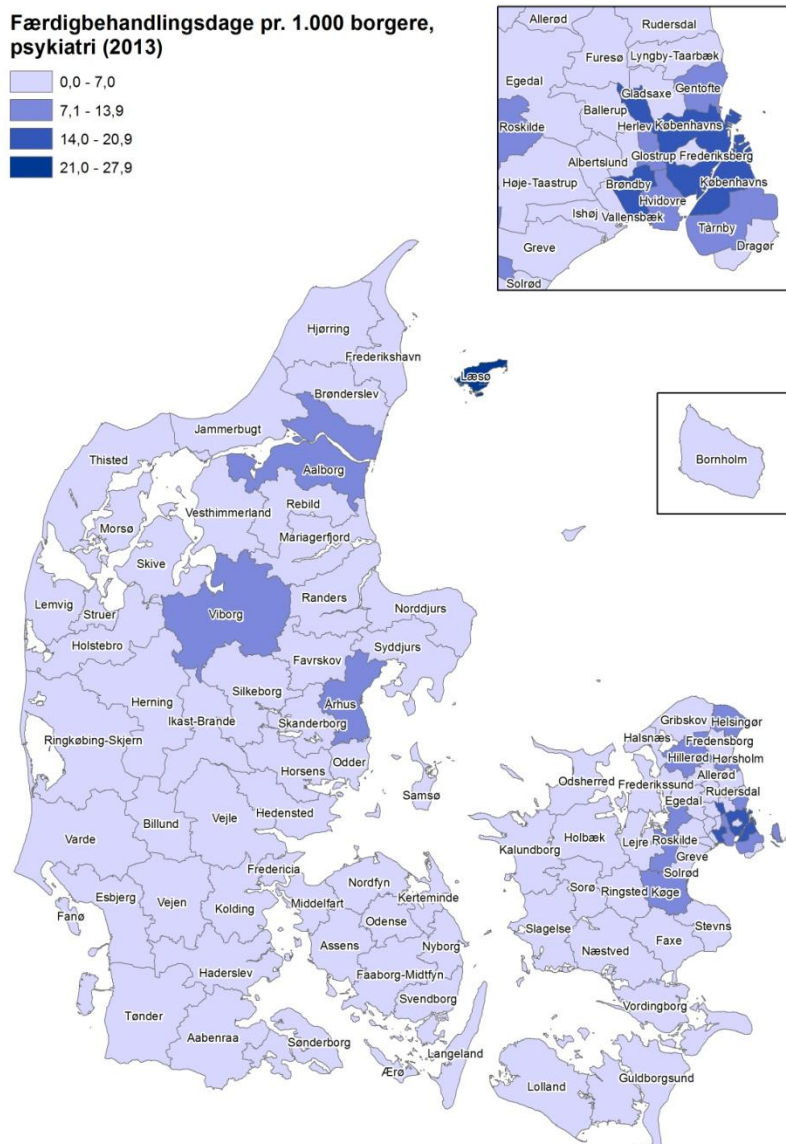 Færdigbehandlingsdage pr. 1.000 borgere,
psykiatri (2013)
0,0 - 7,0
7,1 - 13,9
14,0 - 20,9
21,0 - 27,9
Allerød
Rudersdal
Furesø
Lyngby-Taarbæk
Egedal
Gentofte
Gladsaxe
Ballerup
Roskilde
Herlev
Københavns
Albertslund
Glostrup
Frederiksberg
Høje-Taastrup
Brøndby
Københavns
Hvidovre
Ishøj
Vallensbæk
Tårnby
Greve
Dragør
Solrød
Hjørring
Frederikshavn
Læsø
Brønderslev
Jammerbugt
Thisted
Aalborg
Bornholm
Vesthimmerland
Rebild
Morsø
Mariagerfjord
Skive
Lemvig
Struer
Viborg
Randers
Norddjurs
Holstebro
Syddjurs
Favrskov
Herning
Silkeborg
Århus
Ikast-Brande
Skanderborg
Ringkøbing-Skjern
Odder
Horsens
Samsø
Hedensted
Vejle
Billund
Varde
Gribskov
Helsingør
Halsnæs
Fredensborg
Hillerød
Hørsholm
Allerød
Odsherred
Frederikssund
Rudersdal
Egedal
Holbæk
Kalundborg
Lejre
Roskilde
Greve
Solrød
Fredericia
Nordfyn
Esbjerg
Vejen
Kolding
Middelfart
Kerteminde
Fanø
Odense
Sorø
Ringsted
Køge
Assens
Nyborg
Slagelse
Stevns
Faxe
Næstved
Haderslev
Faaborg-Midtfyn
Svendborg
Tønder
Vordingborg
Aabenraa
Sønderborg
Langeland
Ærø
Lolland
Guldborgsund